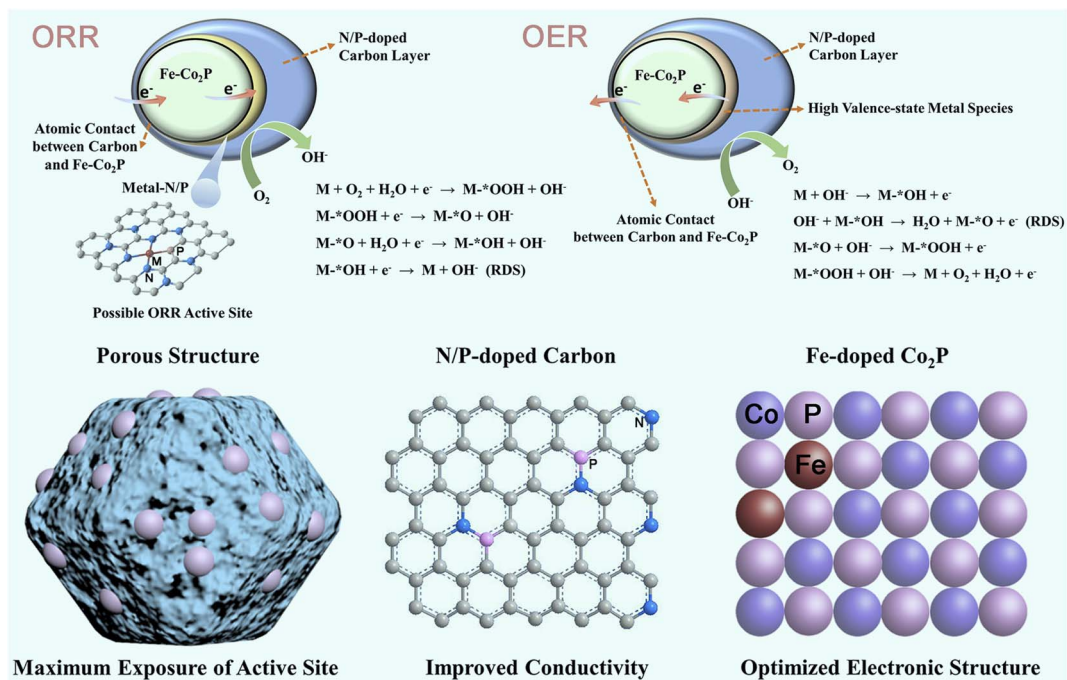 ORR
N/P-doped
Carbon Layer
Fe-Co₂P
e⁻
e⁻
Atomic Contact
between Carbon
and Fe-Co₂P
OH⁻
O₂
Metal-N/P
P
M
N
Possible ORR Active Site
M + O₂ + H₂O + e⁻ → M-*OOH + OH⁻
M-*OOH + e⁻ → M-*O + OH⁻
M-*O + H₂O + e⁻ → M-*OH + OH⁻
M-*OH + e⁻ → M + OH⁻ (RDS)
OER
N/P-doped
Carbon Layer
Fe-Co₂P
e⁻
e⁻
High Valence-state Metal Species
O₂
OH⁻
Atomic Contact
between Carbon and Fe-Co₂P
M + OH⁻ → M-*OH + e⁻
OH⁻ + M-*OH → H₂O + M-*O + e⁻ (RDS)
M-*O + OH⁻ → M-*OOH + e⁻
M-*OOH + OH⁻ → M + O₂ + H₂O + e⁻
Porous Structure
Maximum Exposure of Active Site
N/P-doped Carbon
N
P
Improved Conductivity
Fe-doped Co₂P
Co P
Fe
Optimized Electronic Structure